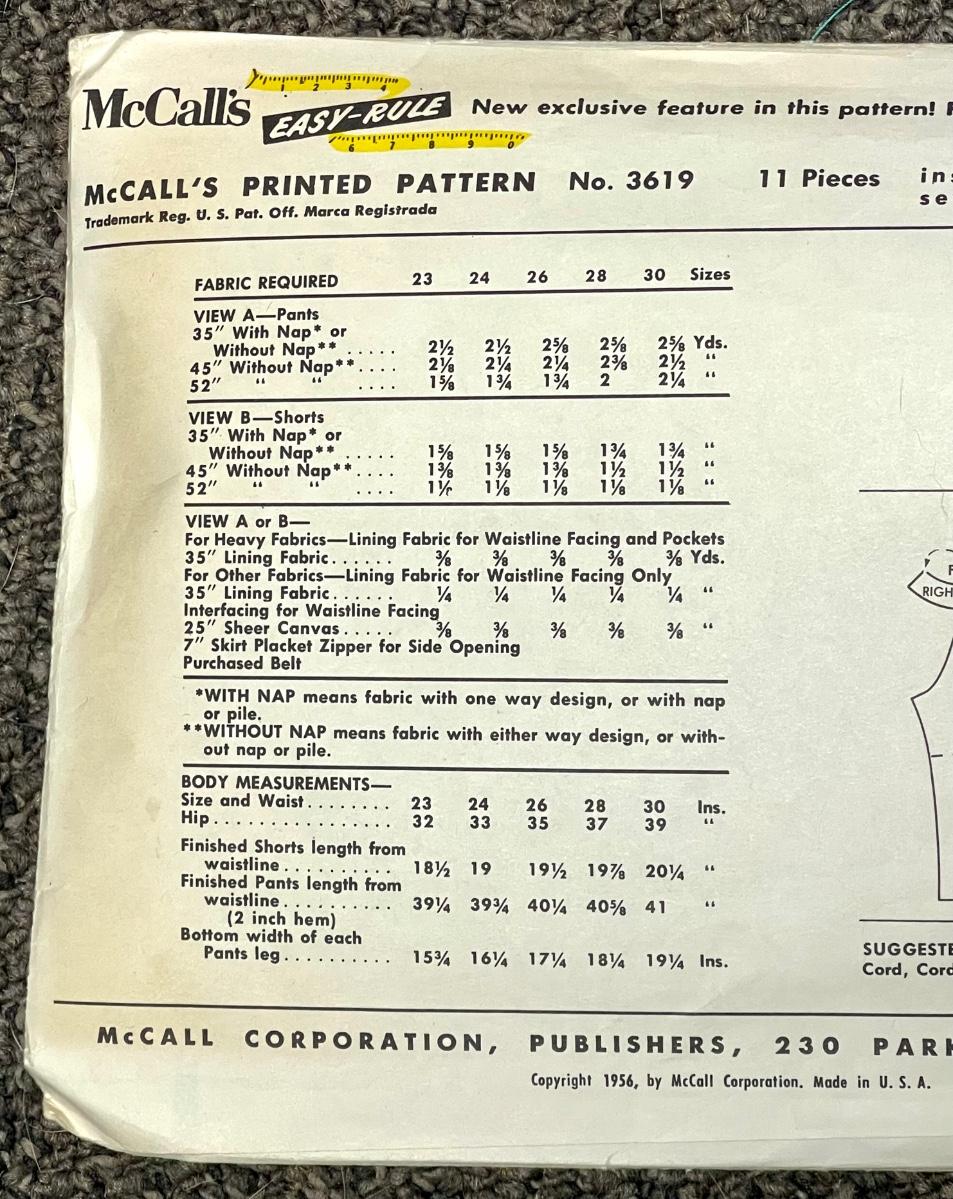 McCall's
1 2 3 4
EASY-RULE
New exclusive feature in this pattern!
6 7 8 9 0
McCALL'S PRINTED PATTERN No. 3619 11 Pieces
Trademark Reg. U. S. Pat. Off. Marca Registrada
FABRIC REQUIRED 23 24 26 28 30 Sizes
VIEW A—Pants
35" With Nap* or
Without Nap** ..... 2½ 2½ 2⅝ 2⅝ 2⅝ Yds.
45" Without Nap**.... 2⅛ 2¼ 2¼ 2⅜ 2½ "
52" " " .... 1⅝ 1¾ 1¾ 2 2¼ "
VIEW B—Shorts
35" With Nap* or
Without Nap** ..... 1⅝ 1⅝ 1⅝ 1¾ 1¾ "
45" Without Nap**.... 1⅜ 1⅜ 1⅜ 1½ 1½ "
52" " " .... 1⅛ 1⅛ 1⅛ 1⅛ "
VIEW A or B—
For Heavy Fabrics—Lining Fabric for Waistline Facing and Pockets
35" Lining Fabric...... ⅜ ⅜ ⅜ ⅜ ⅜ Yds.
For Other Fabrics—Lining Fabric for Waistline Facing Only
35" Lining Fabric...... ¼ ¼ ¼ ¼ ¼ "
Interfacing for Waistline Facing
25" Sheer Canvas..... ⅜ ⅜ ⅜ ⅜ ⅜ "
7" Skirt Placket Zipper for Side Opening
Purchased Belt
*WITH NAP means fabric with one way design, or with nap
or pile.
**WITHOUT NAP means fabric with either way design, or with-
out nap or pile.
BODY MEASUREMENTS—
Size and Waist........ 23 24 26 28 30 Ins.
Hip................ 32 33 35 37 39 "
Finished Shorts length from
waistline.......... 18½ 19 19½ 19⅞ 20¼ "
Finished Pants length from
waistline.......... 39¼ 39¾ 40¼ 40⅝ 41 "
(2 inch hem)
Bottom width of each
Pants leg.......... 15¾ 16¼ 17¼ 18¼ 19¼ Ins.
RIGH
SUGGESTE
Cord, Cord
McCALL CORPORATION, PUBLISHERS, 230 PARK
Copyright 1956, by McCall Corporation. Made in U. S. A.